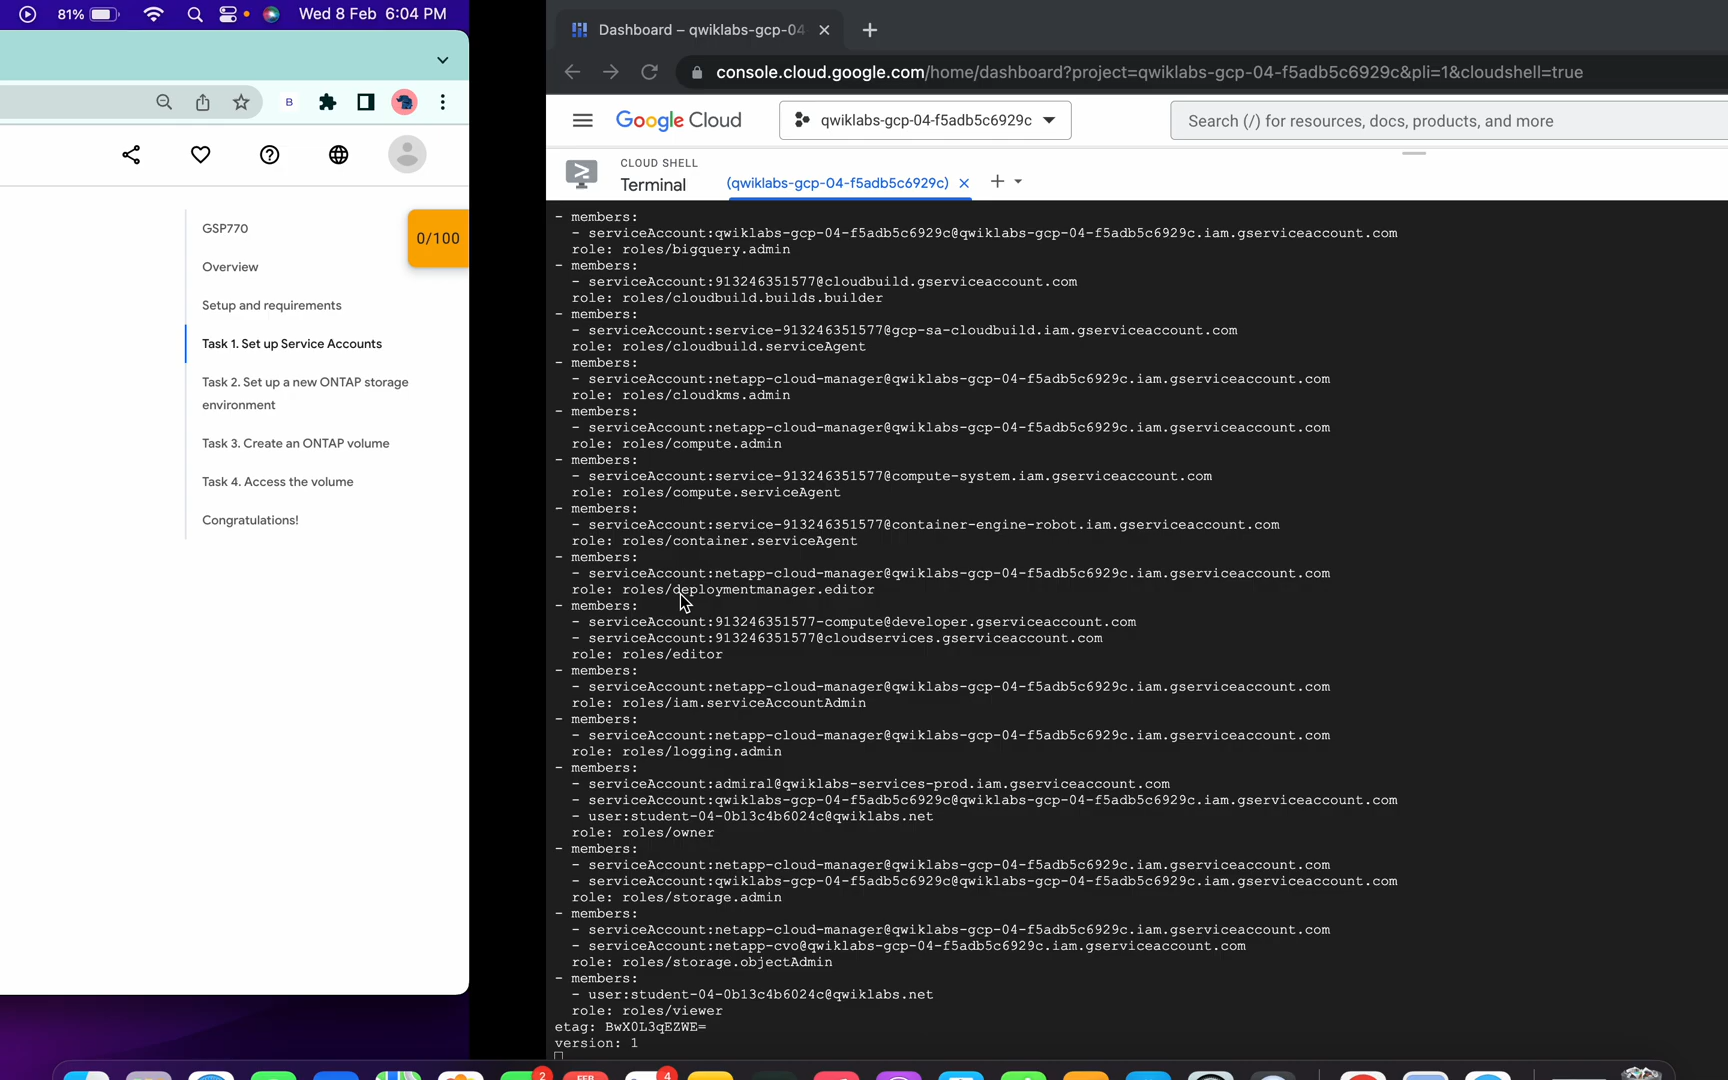 81%
Wed 8 Feb 6:04 PM
B
GSP770
0/100
Overview
Setup and requirements
Task 1. Set up Service Accounts
Task 2. Set up a new ONTAP storage
environment
Task 3. Create an ONTAP volume
Task 4. Access the volume
Congratulations!
Dashboard – qwiklabs-gcp-04
console.cloud.google.com/home/dashboard?project=qwiklabs-gcp-04-f5adb5c6929c&pli=1&cloudshell=true
Google Cloud
qwiklabs-gcp-04-f5adb5c6929c
Search (/) for resources, docs, products, and more
CLOUD SHELL
Terminal
(qwiklabs-gcp-04-f5adb5c6929c)
- members:
- serviceAccount:qwiklabs-gcp-04-f5adb5c6929c@qwiklabs-gcp-04-f5adb5c6929c.iam.gserviceaccount.com
role: roles/bigquery.admin
- members:
- serviceAccount:913246351577@cloudbuild.gserviceaccount.com
role: roles/cloudbuild.builds.builder
- members:
- serviceAccount:service-913246351577@gcp-sa-cloudbuild.iam.gserviceaccount.com
role: roles/cloudbuild.serviceAgent
- members:
- serviceAccount:netapp-cloud-manager@qwiklabs-gcp-04-f5adb5c6929c.iam.gserviceaccount.com
role: roles/cloudkms.admin
- members:
- serviceAccount:netapp-cloud-manager@qwiklabs-gcp-04-f5adb5c6929c.iam.gserviceaccount.com
role: roles/compute.admin
- members:
- serviceAccount:service-913246351577@compute-system.iam.gserviceaccount.com
role: roles/compute.serviceAgent
- members:
- serviceAccount:service-913246351577@container-engine-robot.iam.gserviceaccount.com
role: roles/container.serviceAgent
- members:
- serviceAccount:netapp-cloud-manager@qwiklabs-gcp-04-f5adb5c6929c.iam.gserviceaccount.com
role: roles/deploymentmanager.editor
- members:
- serviceAccount:913246351577-compute@developer.gserviceaccount.com
- serviceAccount:913246351577@cloudservices.gserviceaccount.com
role: roles/editor
- members:
- serviceAccount:netapp-cloud-manager@qwiklabs-gcp-04-f5adb5c6929c.iam.gserviceaccount.com
role: roles/iam.serviceAccountAdmin
- members:
- serviceAccount:netapp-cloud-manager@qwiklabs-gcp-04-f5adb5c6929c.iam.gserviceaccount.com
role: roles/logging.admin
- members:
- serviceAccount:admiral@qwiklabs-services-prod.iam.gserviceaccount.com
- serviceAccount:qwiklabs-gcp-04-f5adb5c6929c@qwiklabs-gcp-04-f5adb5c6929c.iam.gserviceaccount.com
- user:student-04-0b13c4b6024c@qwiklabs.net
role: roles/owner
- members:
- serviceAccount:netapp-cloud-manager@qwiklabs-gcp-04-f5adb5c6929c.iam.gserviceaccount.com
- serviceAccount:qwiklabs-gcp-04-f5adb5c6929c@qwiklabs-gcp-04-f5adb5c6929c.iam.gserviceaccount.com
role: roles/storage.admin
- members:
- serviceAccount:netapp-cloud-manager@qwiklabs-gcp-04-f5adb5c6929c.iam.gserviceaccount.com
- serviceAccount:netapp-cvo@qwiklabs-gcp-04-f5adb5c6929c.iam.gserviceaccount.com
role: roles/storage.objectAdmin
- members:
- user:student-04-0b13c4b6024c@qwiklabs.net
role: roles/viewer
etag: BwX0L3qEZWE=
version: 1
2
FEB
4